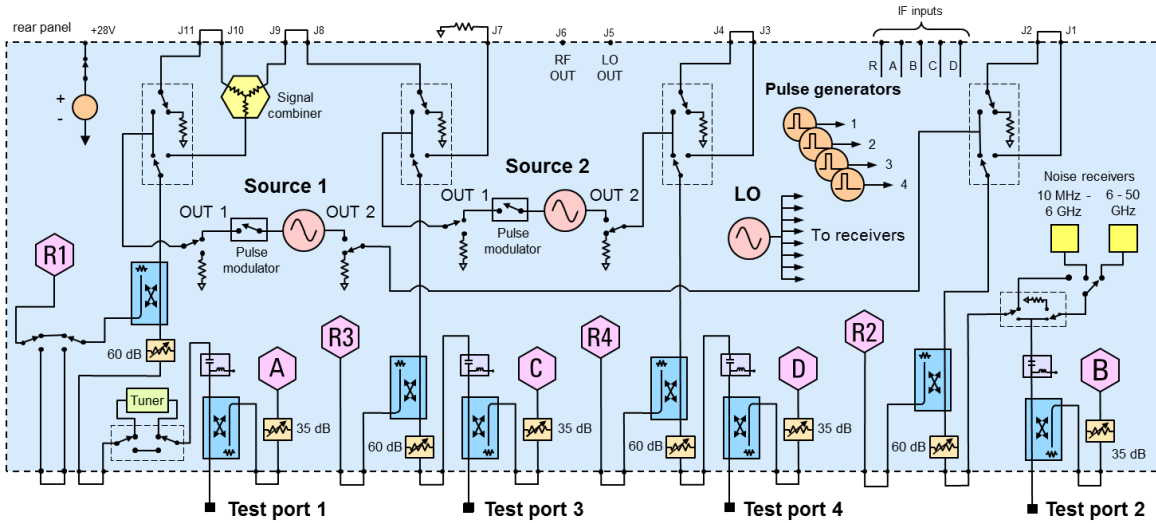 rear panel
+28V
J11
J10
J9
J8
J7
J6
J5
J4
J3
IF inputs
J2
J1
RF
OUT
LO
OUT
R
A
B
C
D
+
-
Signal
combiner
Pulse generators
1
2
3
4
Source 1
OUT 1
OUT 2
Pulse
modulator
Source 2
OUT 1
OUT 2
Pulse
modulator
LO
To receivers
Noise receivers
10 MHz -
6 GHz
6 - 50
GHz
R1
60 dB
Tuner
A
35 dB
R3
60 dB
C
35 dB
R4
60 dB
D
35 dB
R2
60 dB
B
35 dB
Test port 1
Test port 3
Test port 4
Test port 2